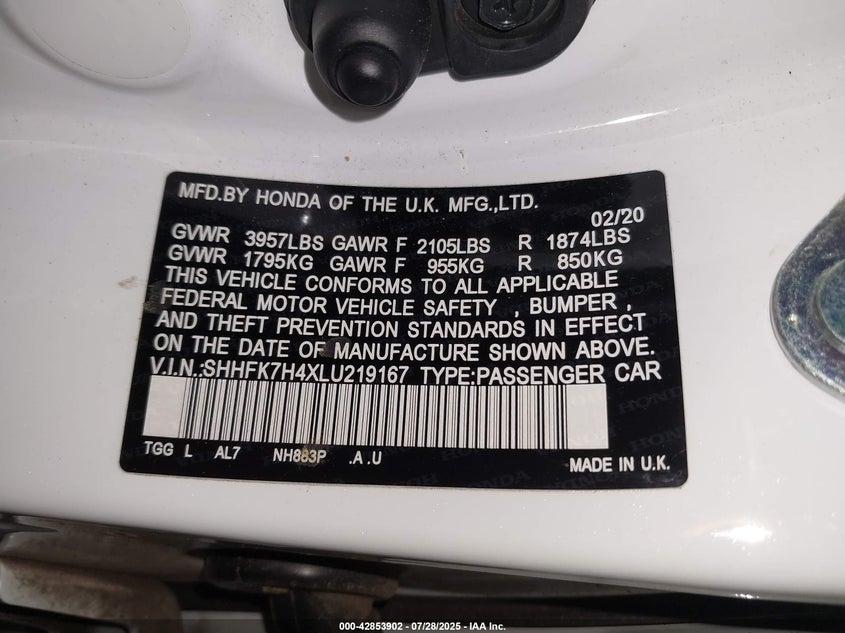 MFD.BY HONDA OF THE U.K. MFG.,LTD.
02/20
GVWR 3957LBS GAWR F 2105LBS R 1874LBS
GVWR 1795KG GAWR F 955KG R 850KG
THIS VEHICLE CONFORMS TO ALL APPLICABLE
FEDERAL MOTOR VEHICLE SAFETY , BUMPER ,
AND THEFT PREVENTION STANDARDS IN EFFECT
ON THE DATE OF MANUFACTURE SHOWN ABOVE.
V.I.N.:SHHFK7H4XLU219167 TYPE:PASSENGER CAR
TGG L AL7 NH883P .A .U
MADE IN U.K.
000-42853902 - 07/28/2025 - IAA Inc.